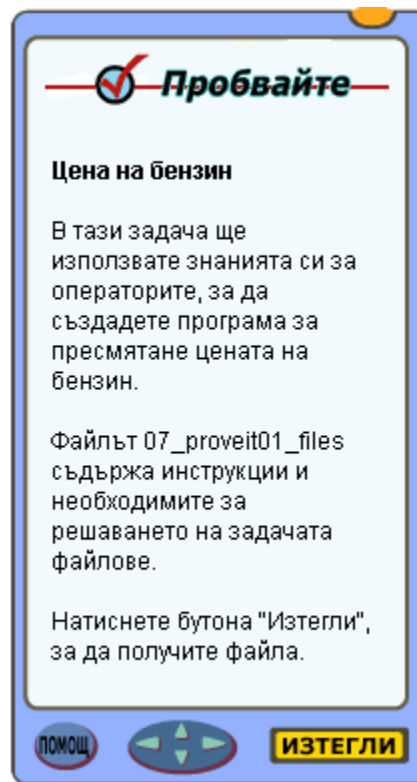 Пробвайте
Цена на бензин
В тази задача ще
използвате знанията си за
операторите, за да
създадете програма за
пресмятане цената на
бензин.
Файлът 07_proveit01_files
съдържа инструкции и
необходимите за
решаването на задачата
файлове.
Натиснете бутона "Изтегли",
за да получите файла.
ПОМОЩ
ИЗТЕГЛИ